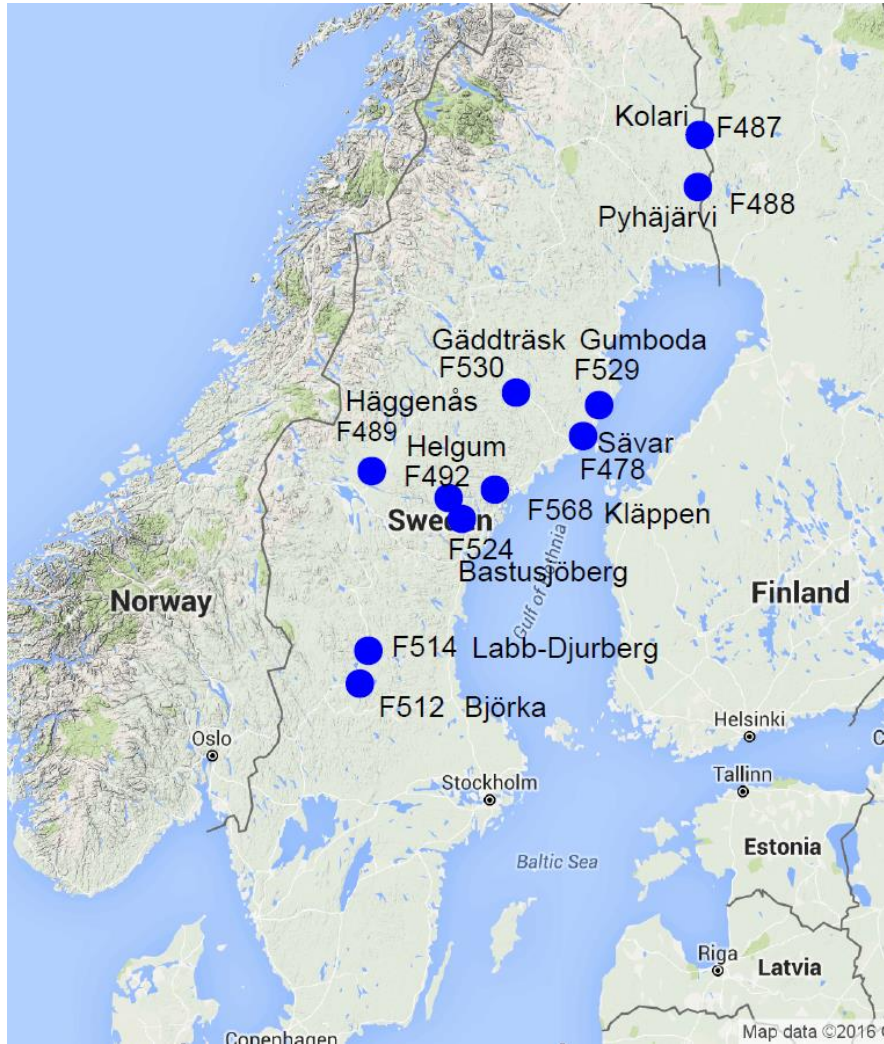 Kolari
F487
Pyhäjärvi
F488
Gäddträsk
F530
Gumboda
F529
Häggenås
F489
Helgum
F492
Sävar
F478
F568 Kläppen
Sweden
F524
Bastusjöberg
Gulf of Bothnia
Norway
Finland
F514 Labb-Djurberg
F512 Björka
Helsinki
Oslo
Tallinn
Stockholm
Estonia
Baltic Sea
Riga
Latvia
Copenhagen
Map data ©2016